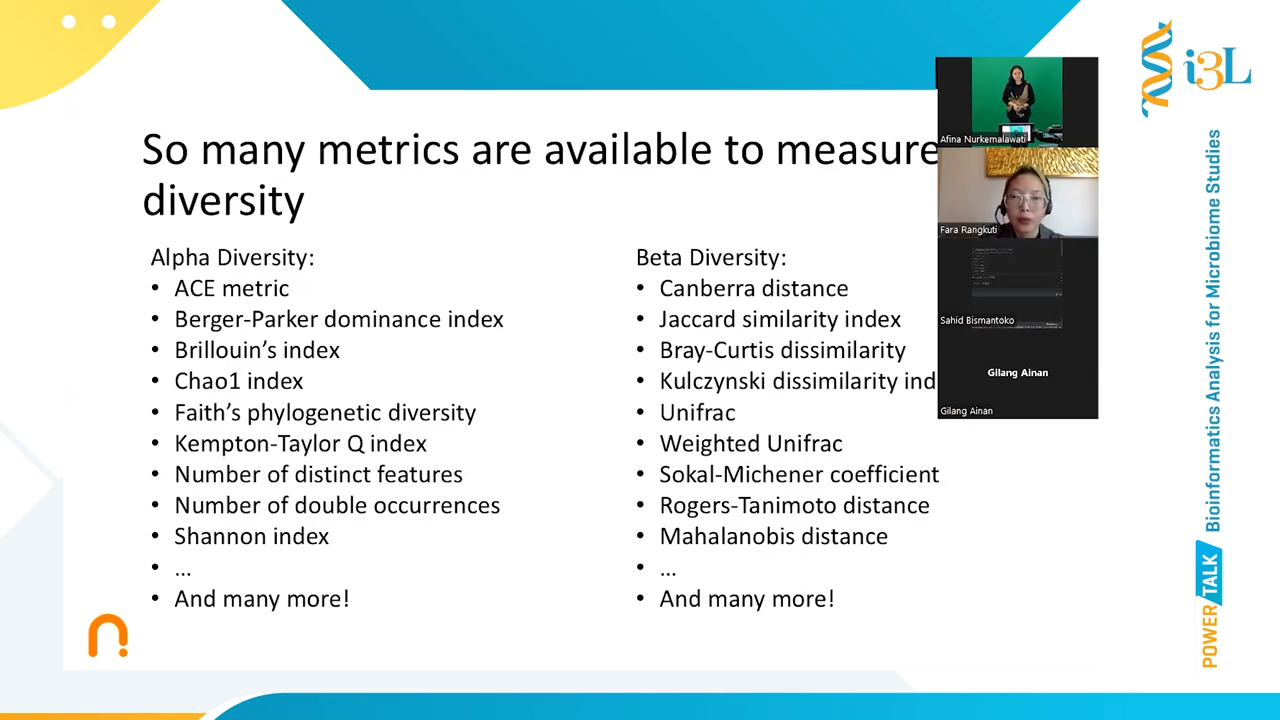 So many metrics are available to measure
diversity
Alpha Diversity:
• ACE metric
• Berger-Parker dominance index
• Brillouin’s index
• Chao1 index
• Faith’s phylogenetic diversity
• Kempton-Taylor Q index
• Number of distinct features
• Number of double occurrences
• Shannon index
• ...
• And many more!
Beta Diversity:
• Canberra distance
• Jaccard similarity index
• Bray-Curtis dissimilarity
• Kulczynski dissimilarity ind
• Unifrac
• Weighted Unifrac
• Sokal-Michener coefficient
• Rogers-Tanimoto distance
• Mahalanobis distance
• ...
• And many more!
Afina Nurkemalawati
Fara Rangkuti
Sahid Bismantoko
Gilang Ainan
Gilang Ainan
i3L
POWER TALK Bioinformatics Analysis for Microbiome Studies